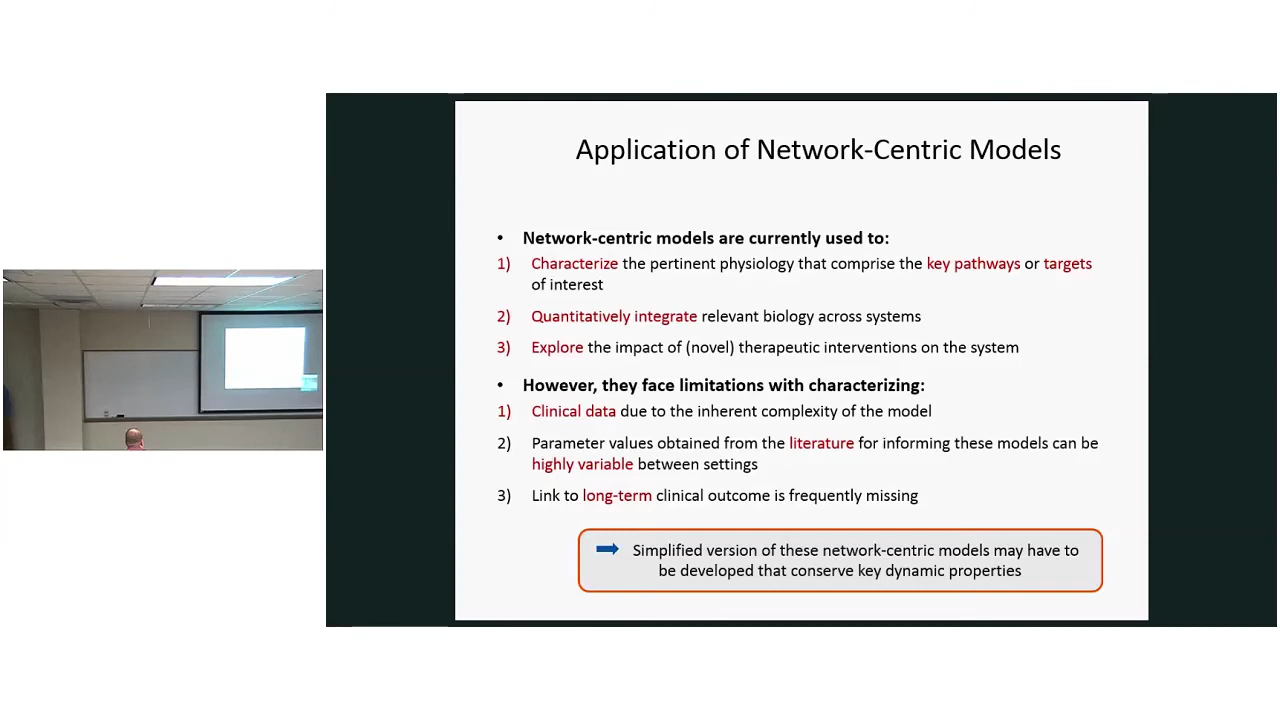 Application of Network-Centric Models
• Network-centric models are currently used to:
1) Characterize the pertinent physiology that comprise the key pathways or targets
of interest
2) Quantitatively integrate relevant biology across systems
3) Explore the impact of (novel) therapeutic interventions on the system
• However, they face limitations with characterizing:
1) Clinical data due to the inherent complexity of the model
2) Parameter values obtained from the literature for informing these models can be
highly variable between settings
3) Link to long-term clinical outcome is frequently missing
Simplified version of these network-centric models may have to
be developed that conserve key dynamic properties